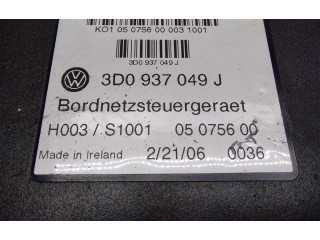 KO1 05 0756 00 003 1001
3D0 937 049 J
3D0 937 049 J
Bordnetzsteuergeraet
H003 / S1001 05 0756 00
Made in Ireland 2/21/06 0036